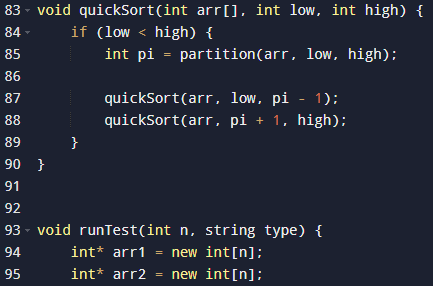 83 void quickSort(int arr[], int low, int high) {
84     if (low < high) {
85         int pi = partition(arr, low, high);
86
87         quickSort(arr, low, pi - 1);
88         quickSort(arr, pi + 1, high);
89     }
90 }
91
92
93 void runTest(int n, string type) {
94     int* arr1 = new int[n];
95     int* arr2 = new int[n];